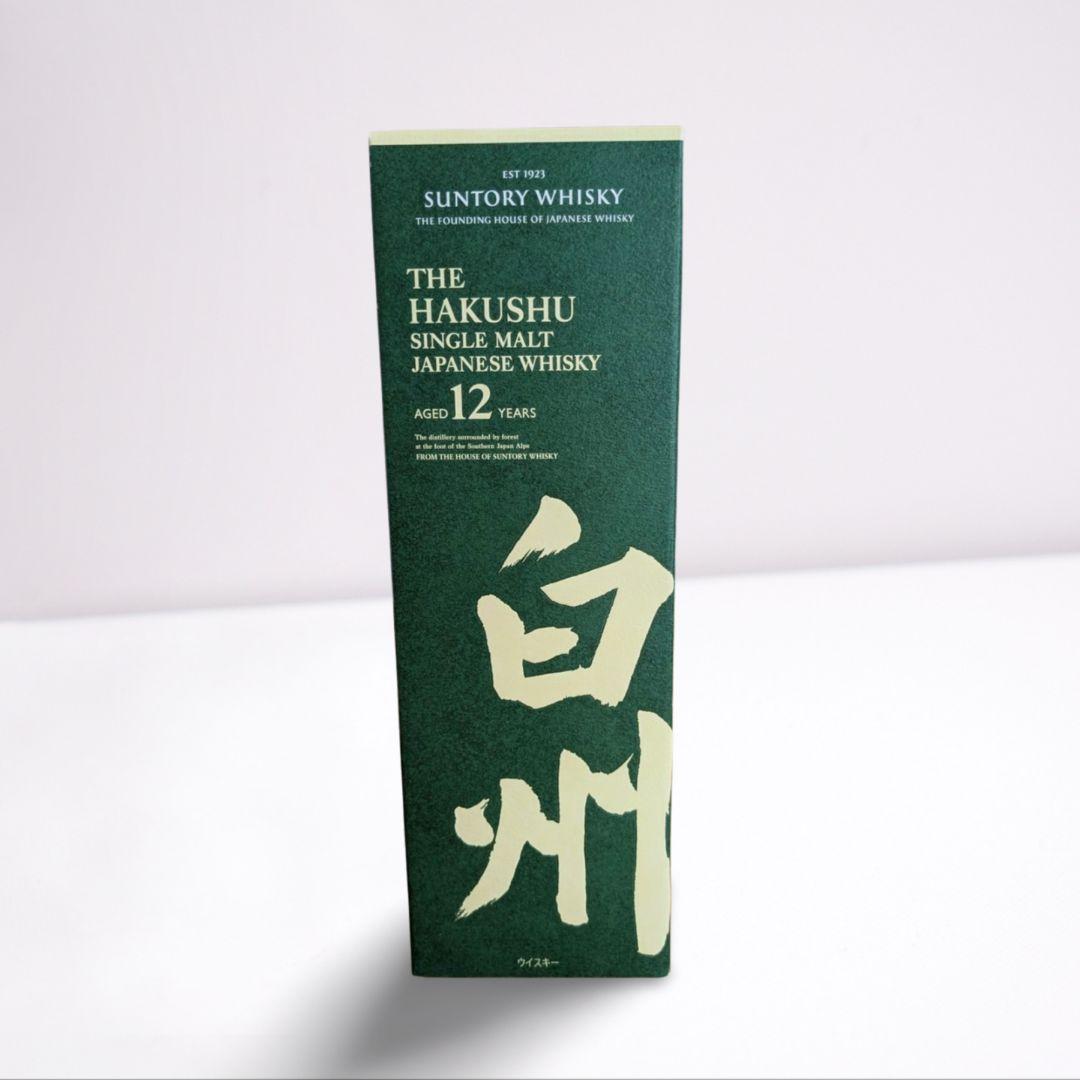 EST 1923
SUNTORY WHISKY
THE FOUNDING HOUSE OF JAPANESE WHISKY
THE
HAKUSHU
SINGLE MALT
JAPANESE WHISKY
AGED 12 YEARS
The distillery surrounded by forest
at the foot of the Southern Japan Alps
FROM THE HOUSE OF SUNTORY WHISKY
白
州
ウイスキー